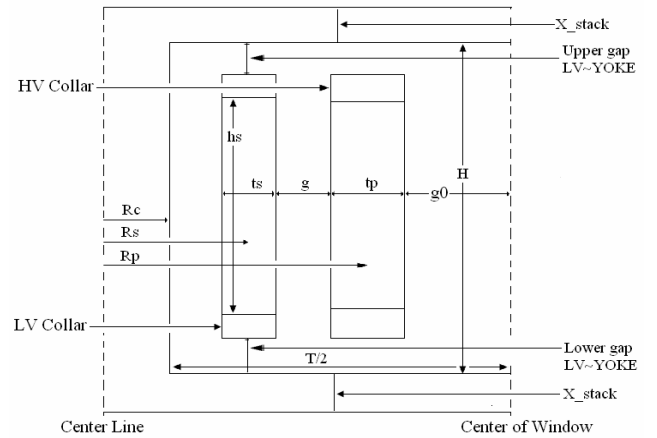 X_stack
Upper gap
LV~YOKE
HV Collar
hs
H
ts
g
tp
g0
Rc
Rs
Rp
LV Collar
Lower gap
T/2
LV~YOKE
X_stack
Center Line
Center of Window